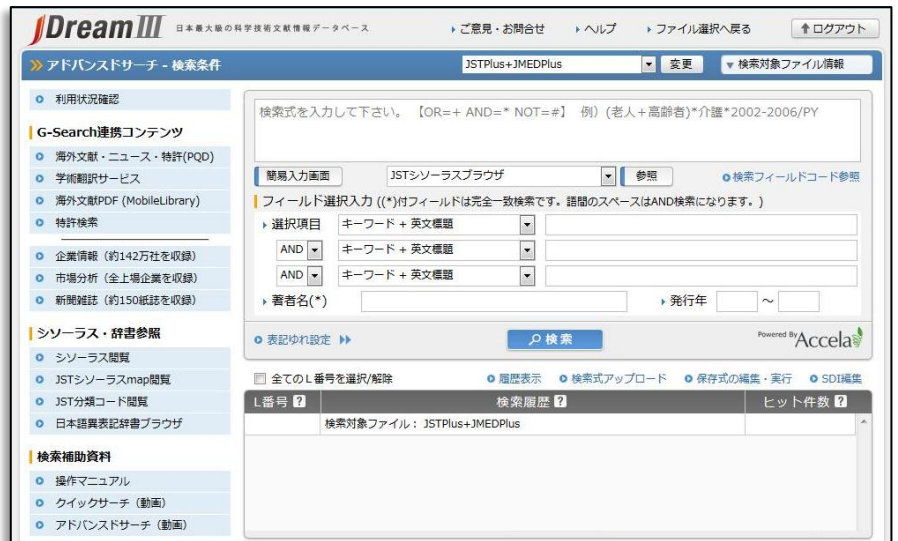 JDream III 日本最大級の科学技術文献情報データベース ご意見・お問合せ ヘルプ ファイル選択へ戻る ログアウト
アドバンスドサーチ - 検索条件 JSTPlus+JMEDPlus 変更 検索対象ファイル情報
利用状況確認
G-Search連携コンテンツ
海外文献・ニュース・特許(PQD)
学術翻訳サービス
海外文献PDF (MobileLibrary)
特許検索
企業情報（約142万社を収録）
市場分析（全上場企業を収録）
新聞雑誌（約150紙誌を収録）
シソーラス・辞書参照
シソーラス閲覧
JSTシソーラスmap閲覧
JST分類コード閲覧
日本語異表記辞書ブラウザ
検索補助資料
操作マニュアル
クイックサーチ（動画）
アドバンスドサーチ（動画）
検索式を入力して下さい。 【OR=+ AND=* NOT=#】 例）(老人+高齢者)*介護*2002-2006/PY
簡易入力画面 JSTシソーラスブラウザ 参照 検索フィールドコード参照
フィールド選択入力 ((*)付フィールドは完全一致検索です。語間のスペースはAND検索になります。)
選択項目 キーワード + 英文標題
AND キーワード + 英文標題
AND キーワード + 英文標題
著者名(*) 発行年 ～
表記ゆれ設定 検索 Powered By Accela
全てのL番号を選択/解除 履歴表示 検索式アップロード 保存式の編集・実行 SDI編集
L番号 ? 検索履歴 ? ヒット件数 ?
検索対象ファイル： JSTPlus+JMEDPlus